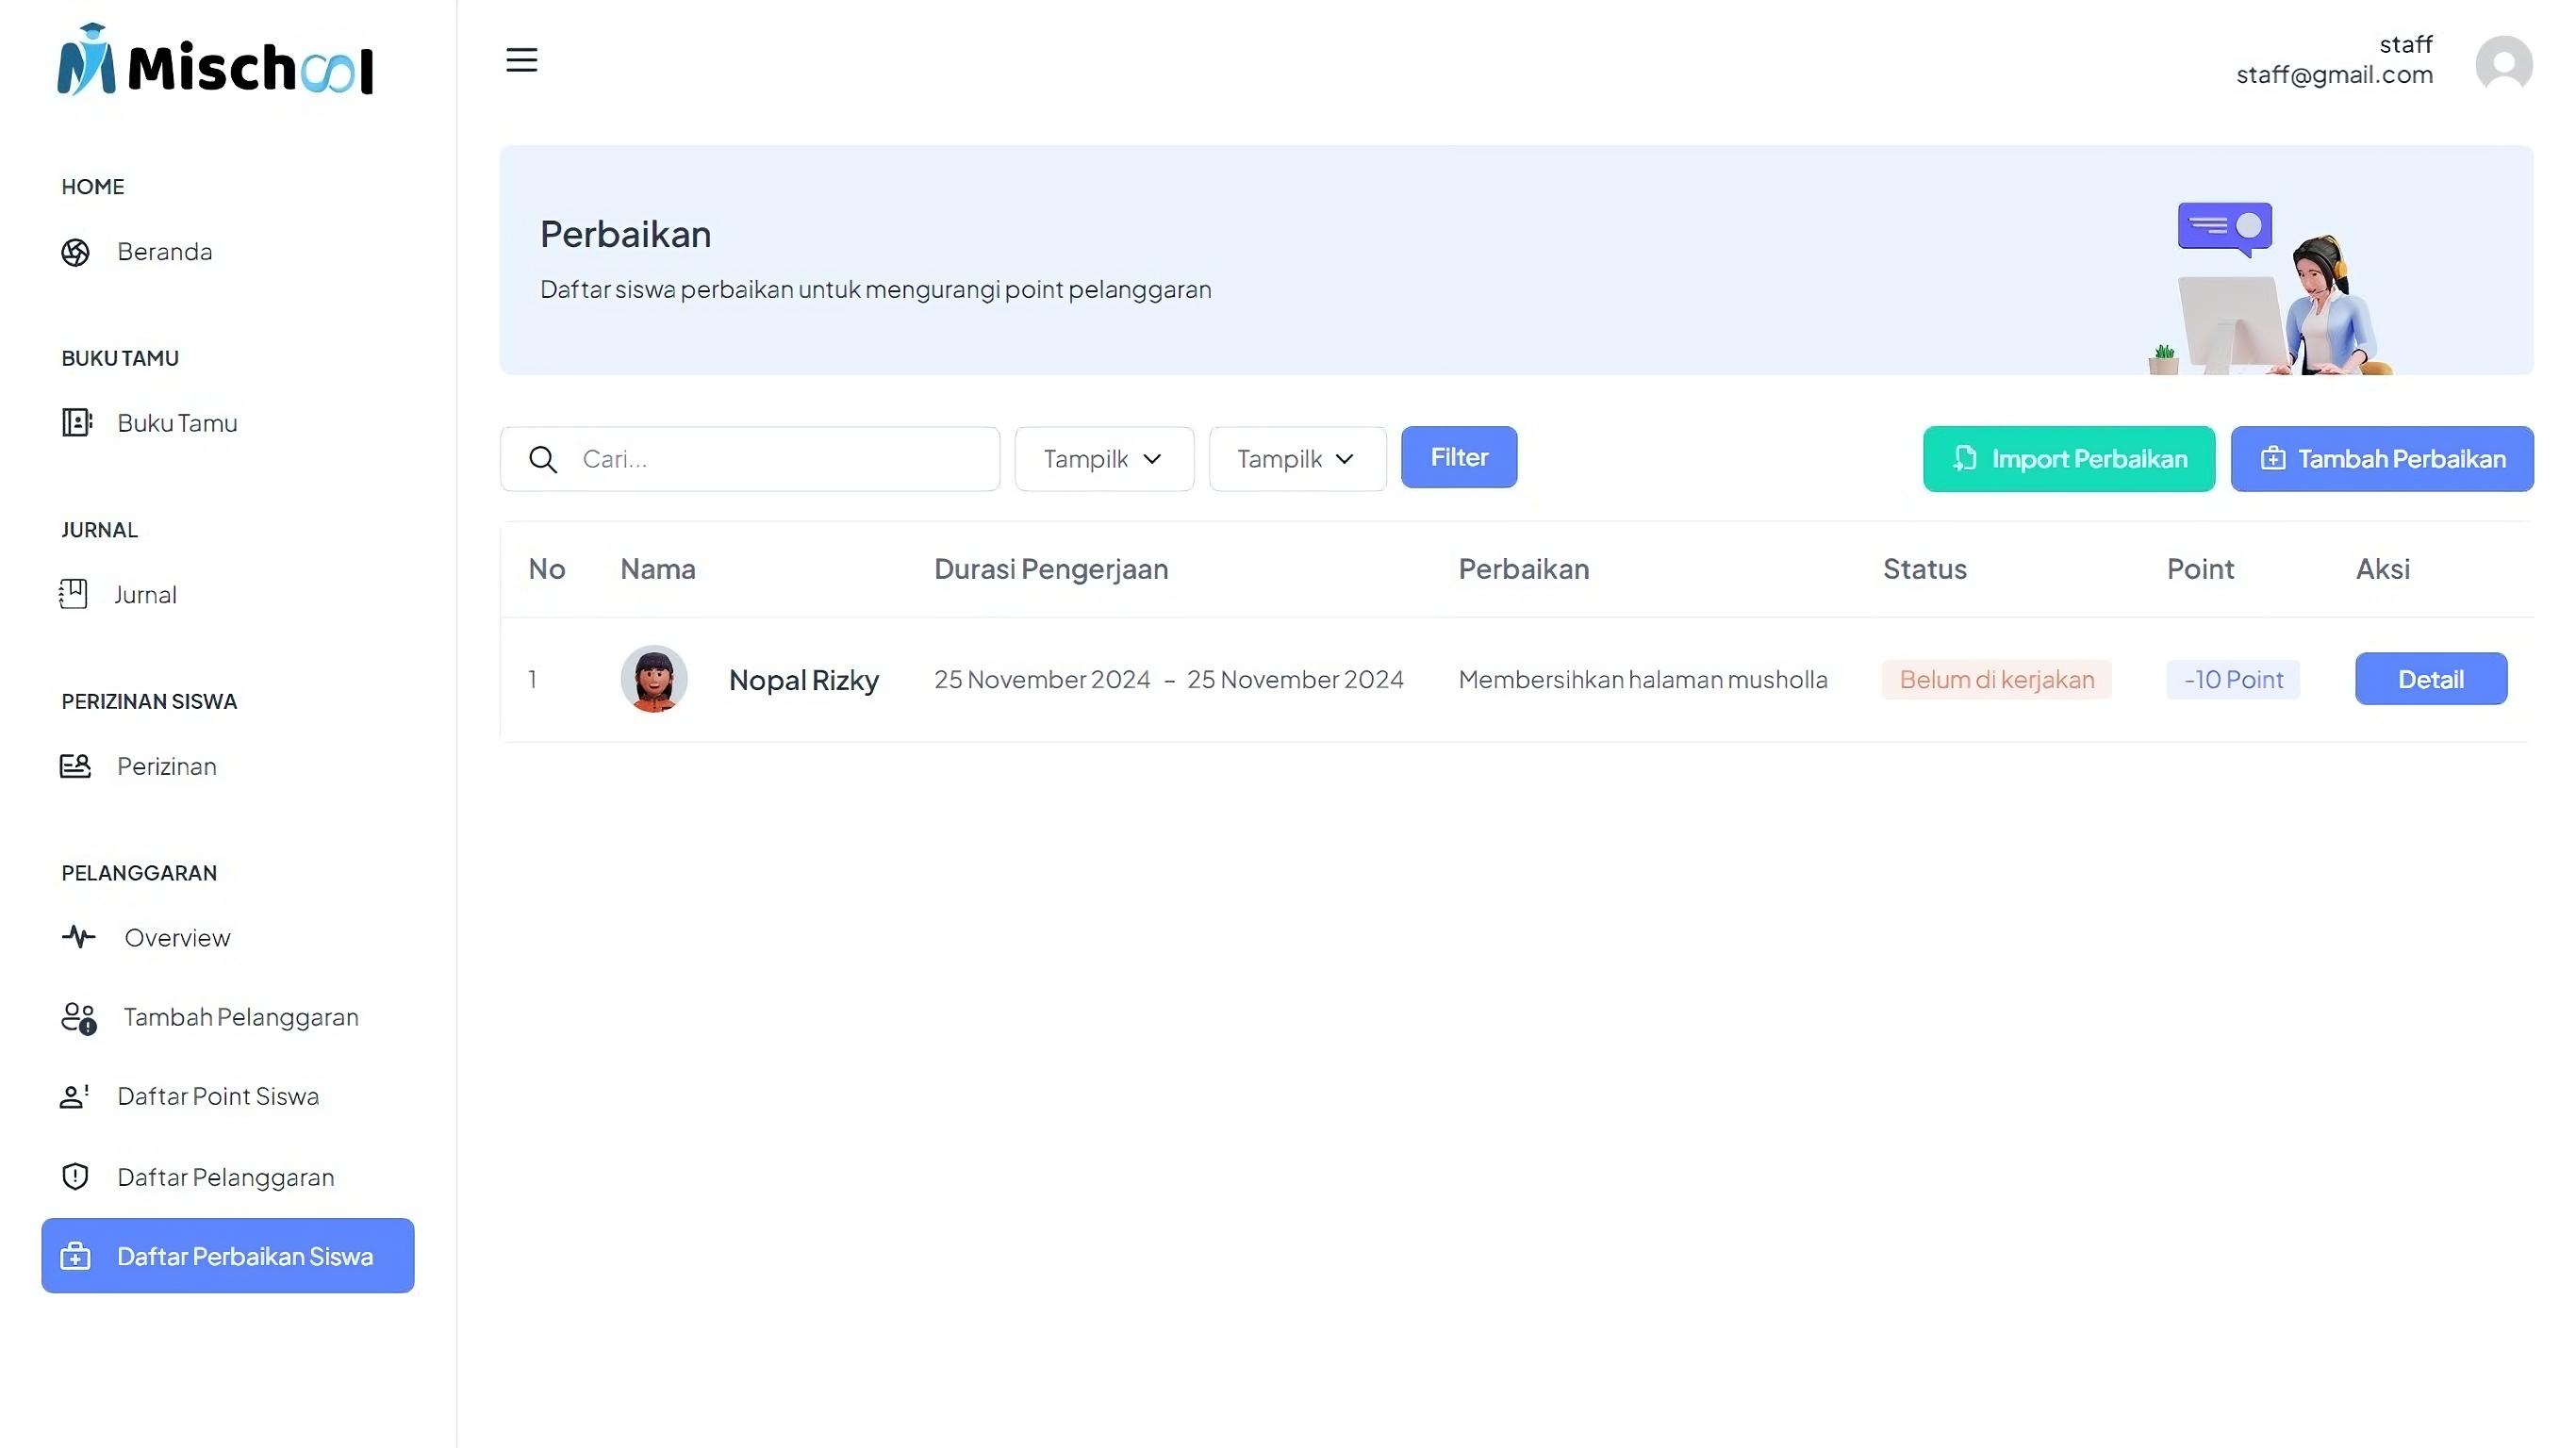 Mischool
staff
staff@gmail.com
HOME
Beranda
BUKU TAMU
Buku Tamu
JURNAL
Jurnal
PERIZINAN SISWA
Perizinan
PELANGGARAN
Overview
Tambah Pelanggaran
Daftar Point Siswa
Daftar Pelanggaran
Daftar Perbaikan Siswa
Perbaikan
Daftar siswa perbaikan untuk mengurangi point pelanggaran
Cari... Tampilk Tampilk Filter Import Perbaikan Tambah Perbaikan
No Nama Durasi Pengerjaan Perbaikan Status Point Aksi
1 Nopal Rizky 25 November 2024 - 25 November 2024 Membersihkan halaman musholla Belum di kerjakan -10 Point Detail